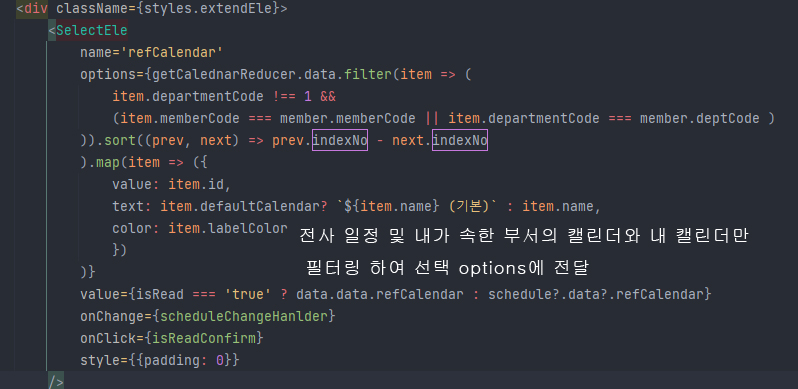 <div className={styles.extendEle}>
<SelectEle
name='refCalendar'
options={getCalednarReducer.data.filter(item => (
item.departmentCode !== 1 &&
(item.memberCode === member.memberCode || item.departmentCode === member.deptCode )
)).sort((prev, next) => prev.indexNo - next.indexNo
).map(item => ({
value: item.id,
text: item.defaultCalendar? `${item.name} (기본)` : item.name,
color: item.labelColor
전사 일정 및 내가 속한 부서의 캘린더와 내 캘린더만
})
필터링 하여 선택 options에 전달
)}
value={isRead === 'true' ? data.data.refCalendar : schedule?.data?.refCalendar}
onChange={scheduleChangeHanlder}
onClick={isReadConfirm}
style={{padding: 0}}
/>